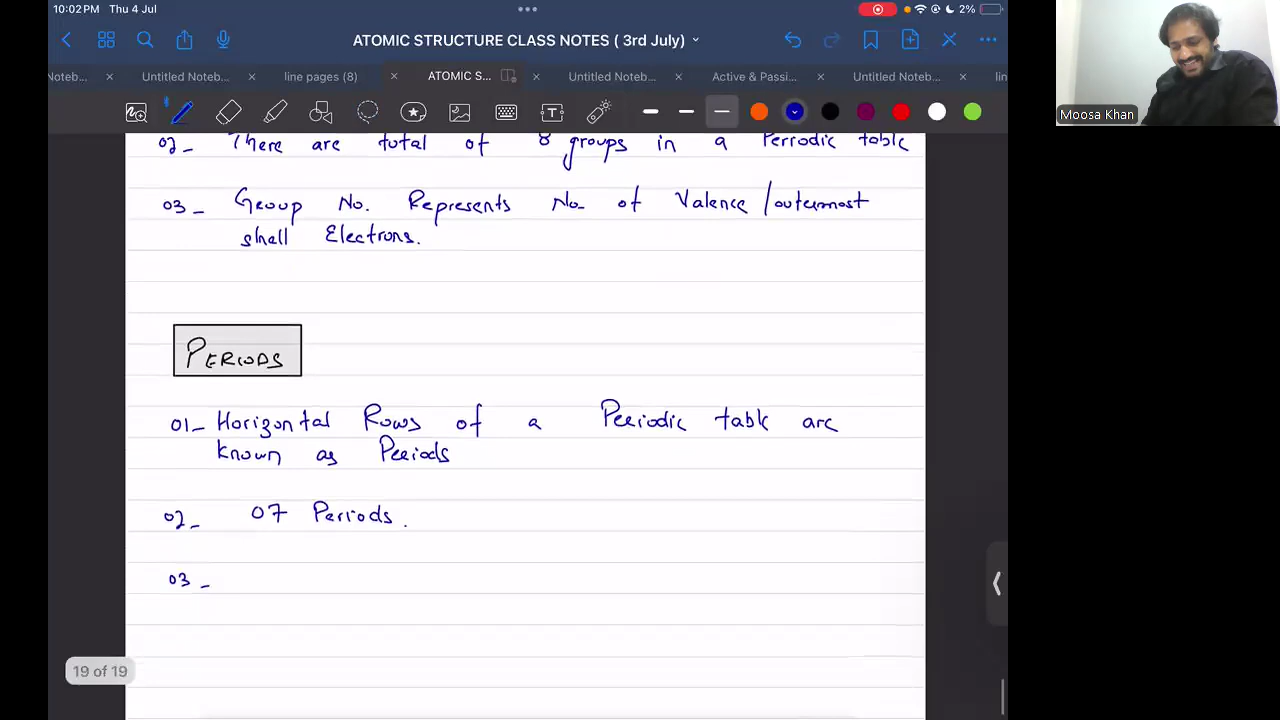 10:02 PM Thu 4 Jul
2%
ATOMIC STRUCTURE CLASS NOTES ( 3rd July)
Noteb...
Untitled Noteb...
line pages (8)
ATOMIC S...
Untitled Noteb...
Active & Passi...
Untitled Noteb...
lin
Moosa Khan
02- There are total of 8 groups in a Periodic table
03- Group No. Represents No of Valence /outermost
shell Electrons.
PERIODS
01- Horizontal Rows of a Periodic table are
known as Periods
02- 07 Periods.
03-
19 of 19